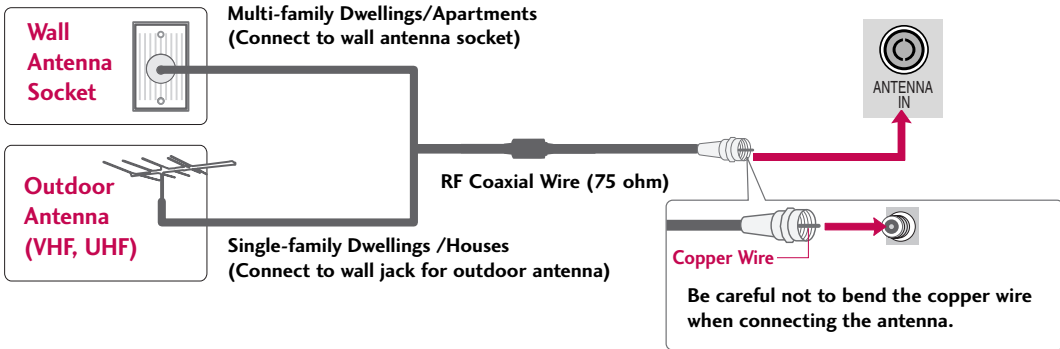 Wall
Antenna
Socket
Multi-family Dwellings/Apartments
(Connect to wall antenna socket)
ANTENNA
IN
RF Coaxial Wire (75 ohm)
Outdoor
Antenna
(VHF, UHF)
Single-family Dwellings /Houses
(Connect to wall jack for outdoor antenna)
Copper Wire
Be careful not to bend the copper wire
when connecting the antenna.